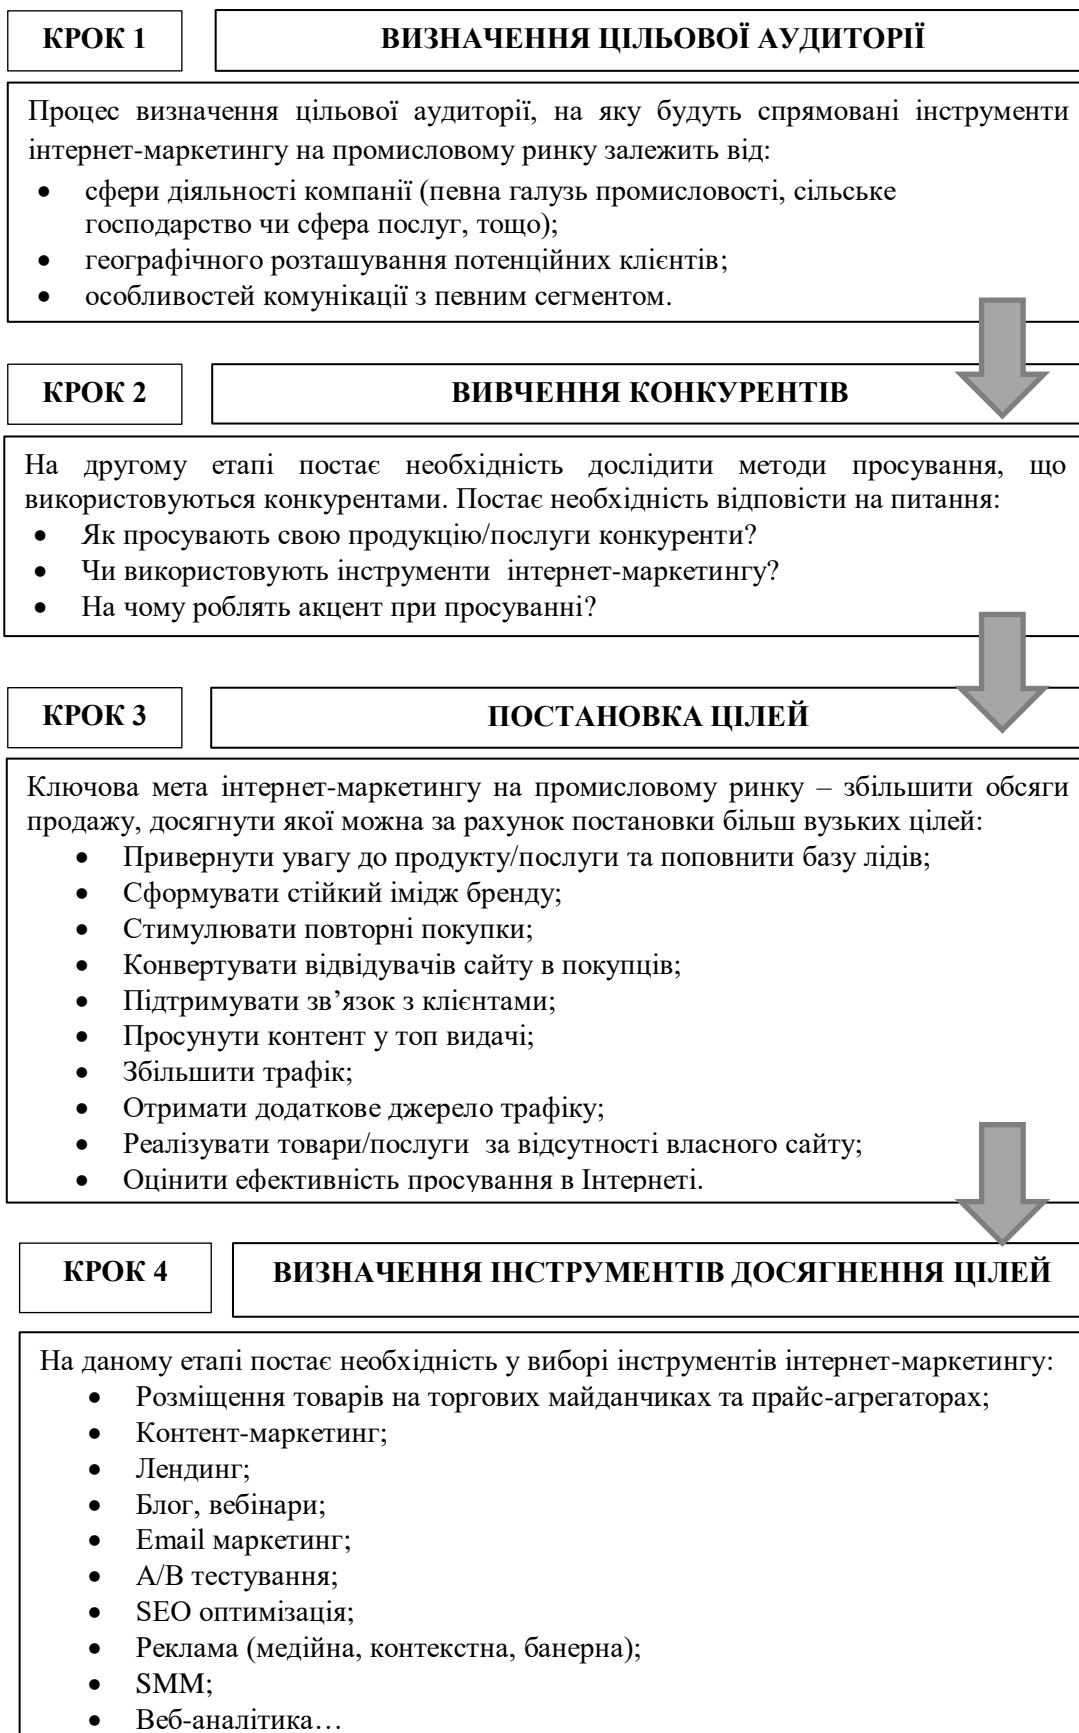 КРОК 1
ВИЗНАЧЕННЯ ЦІЛЬОВОЇ АУДИТОРІЇ
Процес визначення цільової аудиторії, на яку будуть спрямовані інструменти
інтернет-маркетингу на промисловому ринку залежить від:
• сфери діяльності компанії (певна галузь промисловості, сільське
господарство чи сфера послуг, тощо);
• географічного розташування потенційних клієнтів;
• особливостей комунікації з певним сегментом.
КРОК 2
ВИВЧЕННЯ КОНКУРЕНТІВ
На другому етапі постає необхідність дослідити методи просування, що
використовуються конкурентами. Постає необхідність відповісти на питання:
• Як просувають свою продукцію/послуги конкуренти?
• Чи використовують інструменти інтернет-маркетингу?
• На чому роблять акцент при просуванні?
КРОК 3
ПОСТАНОВКА ЦІЛЕЙ
Ключова мета інтернет-маркетингу на промисловому ринку – збільшити обсяги
продажу, досягнути якої можна за рахунок постановки більш вузьких цілей:
• Привернути увагу до продукту/послуги та поповнити базу лідів;
• Сформувати стійкий імідж бренду;
• Стимулювати повторні покупки;
• Конвертувати відвідувачів сайту в покупців;
• Підтримувати зв’язок з клієнтами;
• Просунути контент у топ видачі;
• Збільшити трафік;
• Отримати додаткове джерело трафіку;
• Реалізувати товари/послуги за відсутності власного сайту;
• Оцінити ефективність просування в Інтернеті.
КРОК 4
ВИЗНАЧЕННЯ ІНСТРУМЕНТІВ ДОСЯГНЕННЯ ЦІЛЕЙ
На даному етапі постає необхідність у виборі інструментів інтернет-маркетингу:
• Розміщення товарів на торгових майданчиках та прайс-агрегаторах;
• Контент-маркетинг;
• Лендинг;
• Блог, вебінари;
• Email маркетинг;
• A/B тестування;
• SEO оптимізація;
• Реклама (медійна, контекстна, банерна);
• SMM;
• Веб-аналітика…